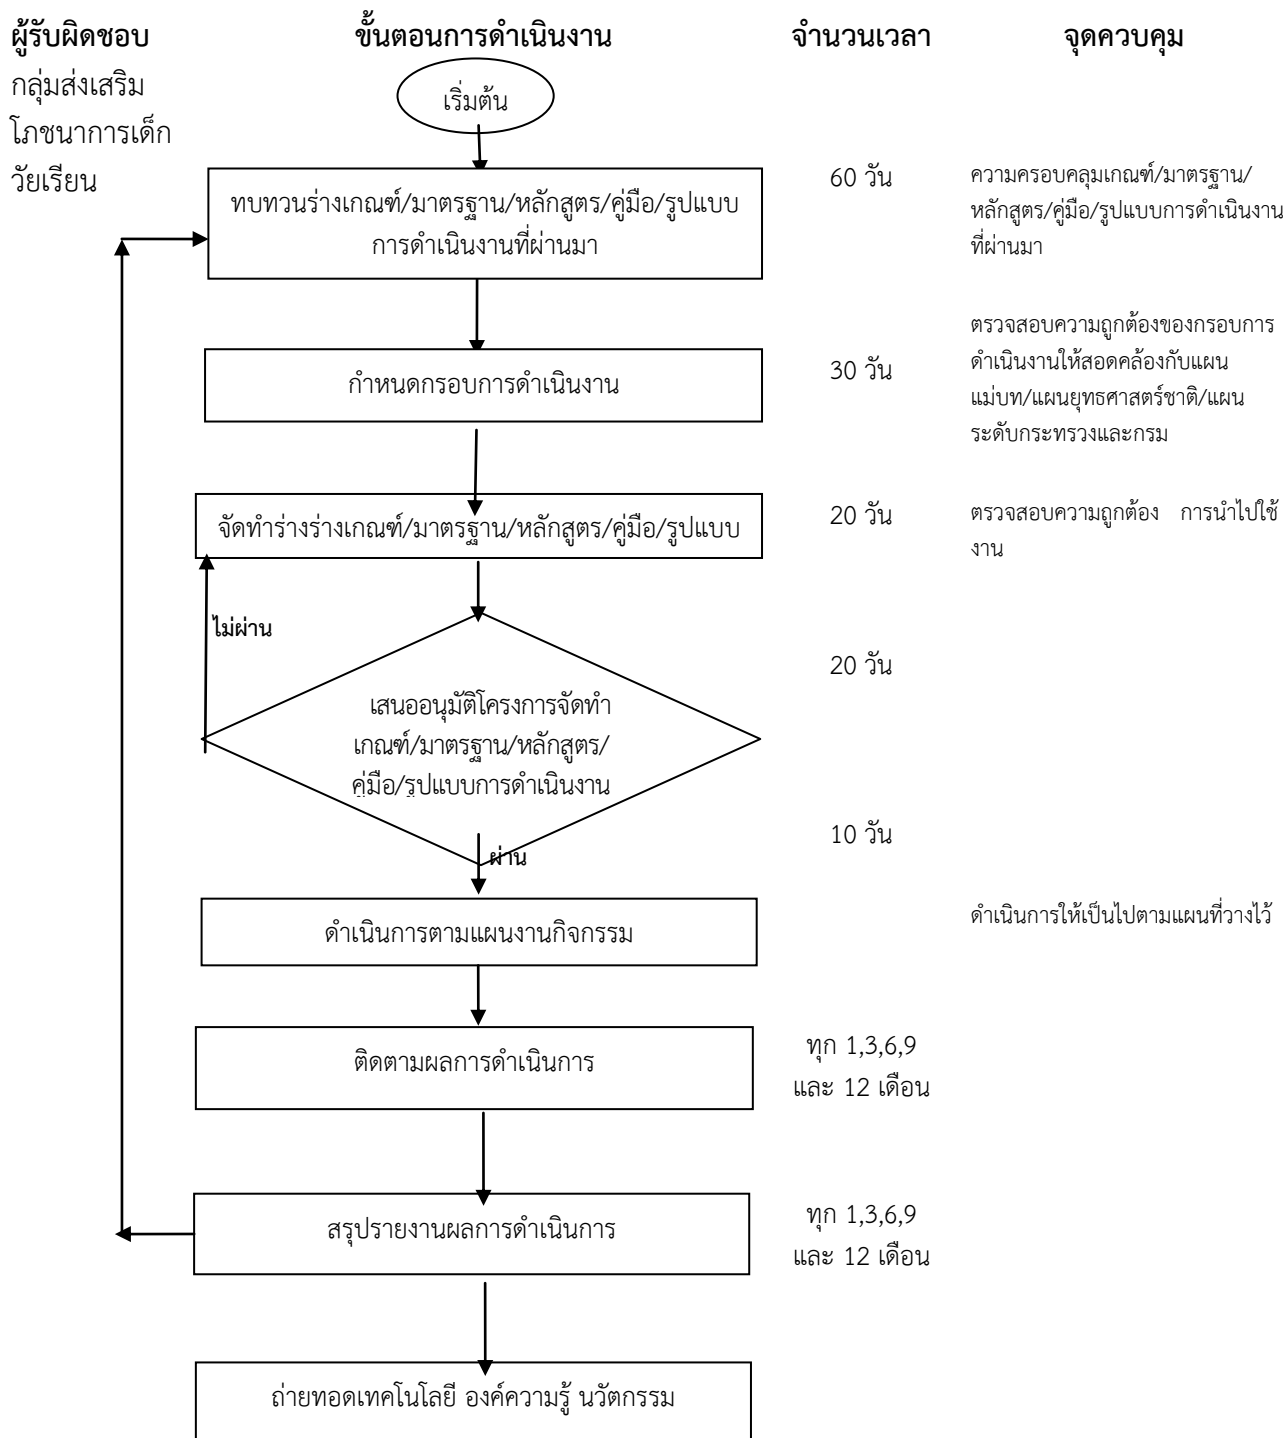 ผู้รับผิดชอบ ขั้นตอนการดำเนินงาน จำนวนเวลา จุดควบคุม
กลุ่มส่งเสริม
โภชนาการเด็ก
วัยเรียน
เริ่มต้น
ทบทวนร่างเกณฑ์/มาตรฐาน/หลักสูตร/คู่มือ/รูปแบบ
การดำเนินงานที่ผ่านมา
60 วัน
ความครอบคลุมเกณฑ์/มาตรฐาน/
หลักสูตร/คู่มือ/รูปแบบการดำเนินงาน
ที่ผ่านมา
กำหนดกรอบการดำเนินงาน
30 วัน
ตรวจสอบความถูกต้องของกรอบการ
ดำเนินงานให้สอดคล้องกับแผน
แม่บท/แผนยุทธศาสตร์ชาติ/แผน
ระดับกระทรวงและกรม
จัดทำร่างร่างเกณฑ์/มาตรฐาน/หลักสูตร/คู่มือ/รูปแบบ
20 วัน
ตรวจสอบความถูกต้อง การนำไปใช้
งาน
ไม่ผ่าน
เสนออนุมัติโครงการจัดทำ
เกณฑ์/มาตรฐาน/หลักสูตร/
คู่มือ/รูปแบบการดำเนินงาน
20 วัน
ผ่าน
10 วัน
ดำเนินการตามแผนงานกิจกรรม
ดำเนินการให้เป็นไปตามแผนที่วางไว้
ติดตามผลการดำเนินการ
ทุก 1,3,6,9
และ 12 เดือน
สรุปรายงานผลการดำเนินการ
ทุก 1,3,6,9
และ 12 เดือน
ถ่ายทอดเทคโนโลยี องค์ความรู้ นวัตกรรม